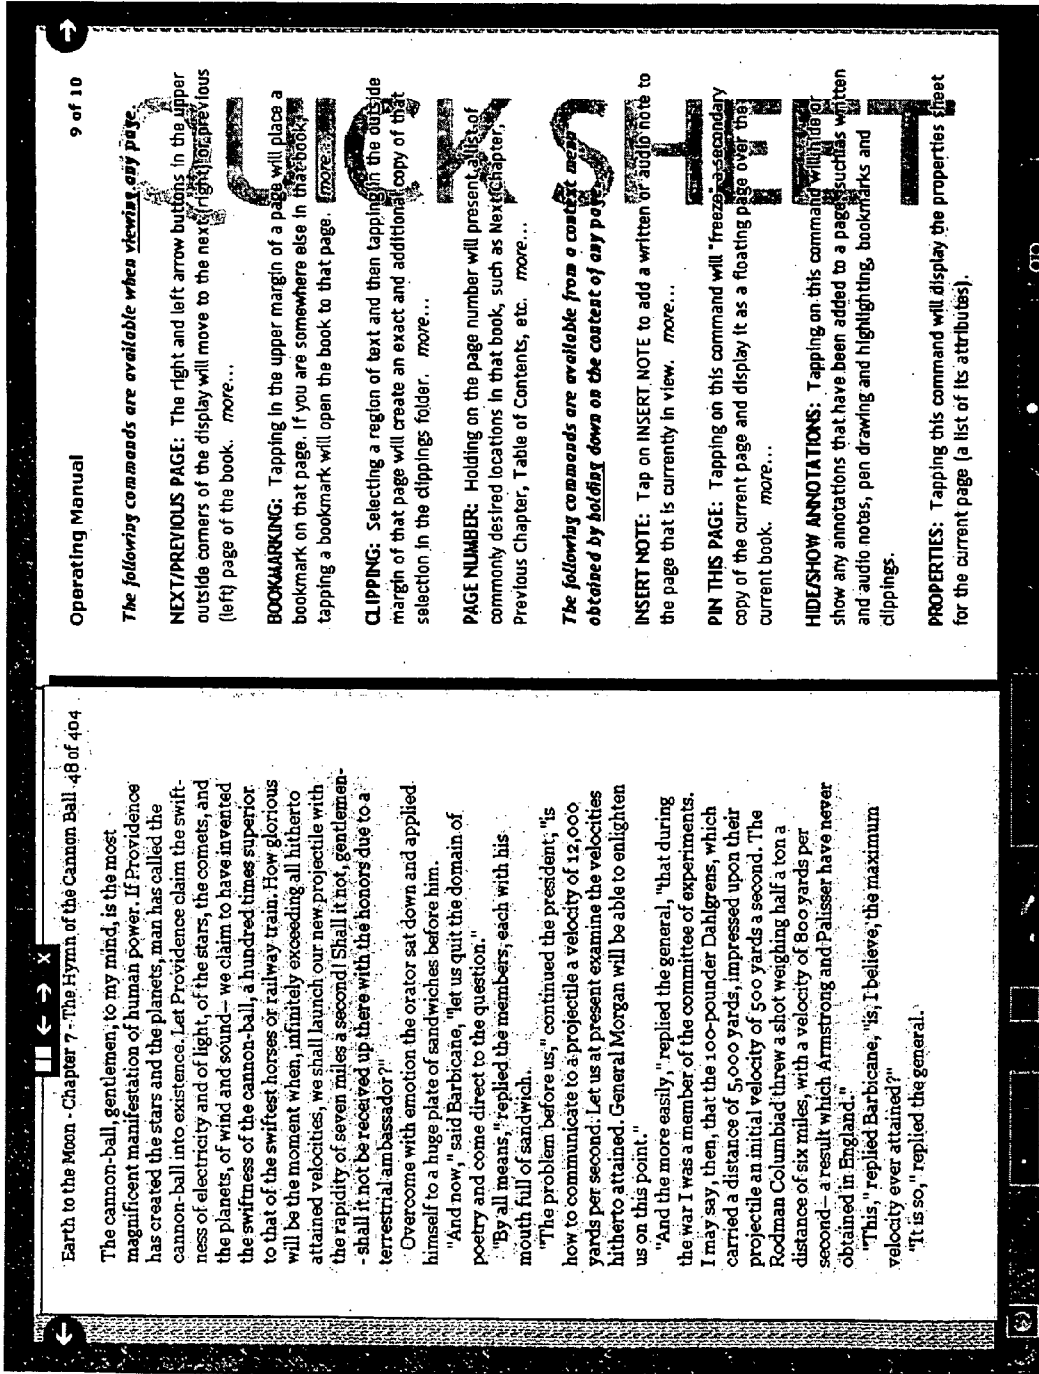 Earth to the Moon - Chapter 7 - The Hymn of the Cannon Ball 48 of 404
The cannon-ball, gentlemen, to my mind, is the most
magnificent manifestation of human power. If Providence
has created the stars and the planets, man has called the
cannon-ball into existence. Let Providence claim the swift-
ness of electricity and of light, of the stars, the comets, and
the planets, of wind and sound-- we claim to have invented
the swiftness of the cannon-ball, a hundred times superior
to that of the swiftest horses or railway train. How glorious
will be the moment when, infinitely exceeding all hitherto
attained velocities, we shall launch our new projectile with
the rapidity of seven miles a second! Shall it not, gentlemen-
- shall it not be received up there with the honors due to a
terrestrial ambassador?"
Overcome with emotion the orator sat down and applied
himself to a huge plate of sandwiches before him.
"And now," said Barbicane, "let us quit the domain of
poetry and come direct to the question."
"By all means," replied the members, each with his
mouth full of sandwich.
"The problem before us," continued the president, "is
how to communicate to a projectile a velocity of 12,000
yards per second. Let us at present examine the velocities
hitherto attained. General Morgan will be able to enlighten
us on this point."
"And the more easily," replied the general, "that during
the war I was a member of the committee of experiments.
I may say, then, that the 100-pounder Dahlgrens, which
carried a distance of 5,000 yards, impressed upon their
projectile an initial velocity of 500 yards a second. The
Rodman Columbiad threw a shot weighing half a ton a
distance of six miles, with a velocity of 800 yards per
second-- a result which Armstrong and Palisser have never
obtained in England."
"This," replied Barbicane, "is, I believe, the maximum
velocity ever attained?"
"It is so," replied the general.
Operating Manual 9 of 10
QUICK SHEET
The following commands are available when viewing any page
NEXT/PREVIOUS PAGE: The right and left arrow buttons in the upper
outside corners of the display will move to the next (right) or previous
(left) page of the book. more...
BOOKMARKING: Tapping in the upper margin of a page will place a
bookmark on that page. If you are somewhere else in that book,
tapping a bookmark will open the book to that page. more...
CLIPPING: Selecting a region of text and then tapping in the outside
margin of that page will create an exact and additional copy of that
selection in the clippings folder. more...
PAGE NUMBER: Holding on the page number will present a list of
commonly desired locations in that book, such as Next Chapter,
Previous Chapter, Table of Contents, etc. more...
The following commands are available from a context menu
obtained by holding down on the content of any page
INSERT NOTE: Tap on INSERT NOTE to add a written or audio note to
the page that is currently in view. more...
PIN THIS PAGE: Tapping on this command will "freeze" a secondary
copy of the current page and display it as a floating page over the
current book. more...
HIDE/SHOW ANNOTATIONS: Tapping on this command will hide or
show any annotations that have been added to a page such as written
and audio notes, pen drawing and highlighting, bookmarks and
clippings.
PROPERTIES: Tapping this command will display the properties sheet
for the current page (a list of its attributes).